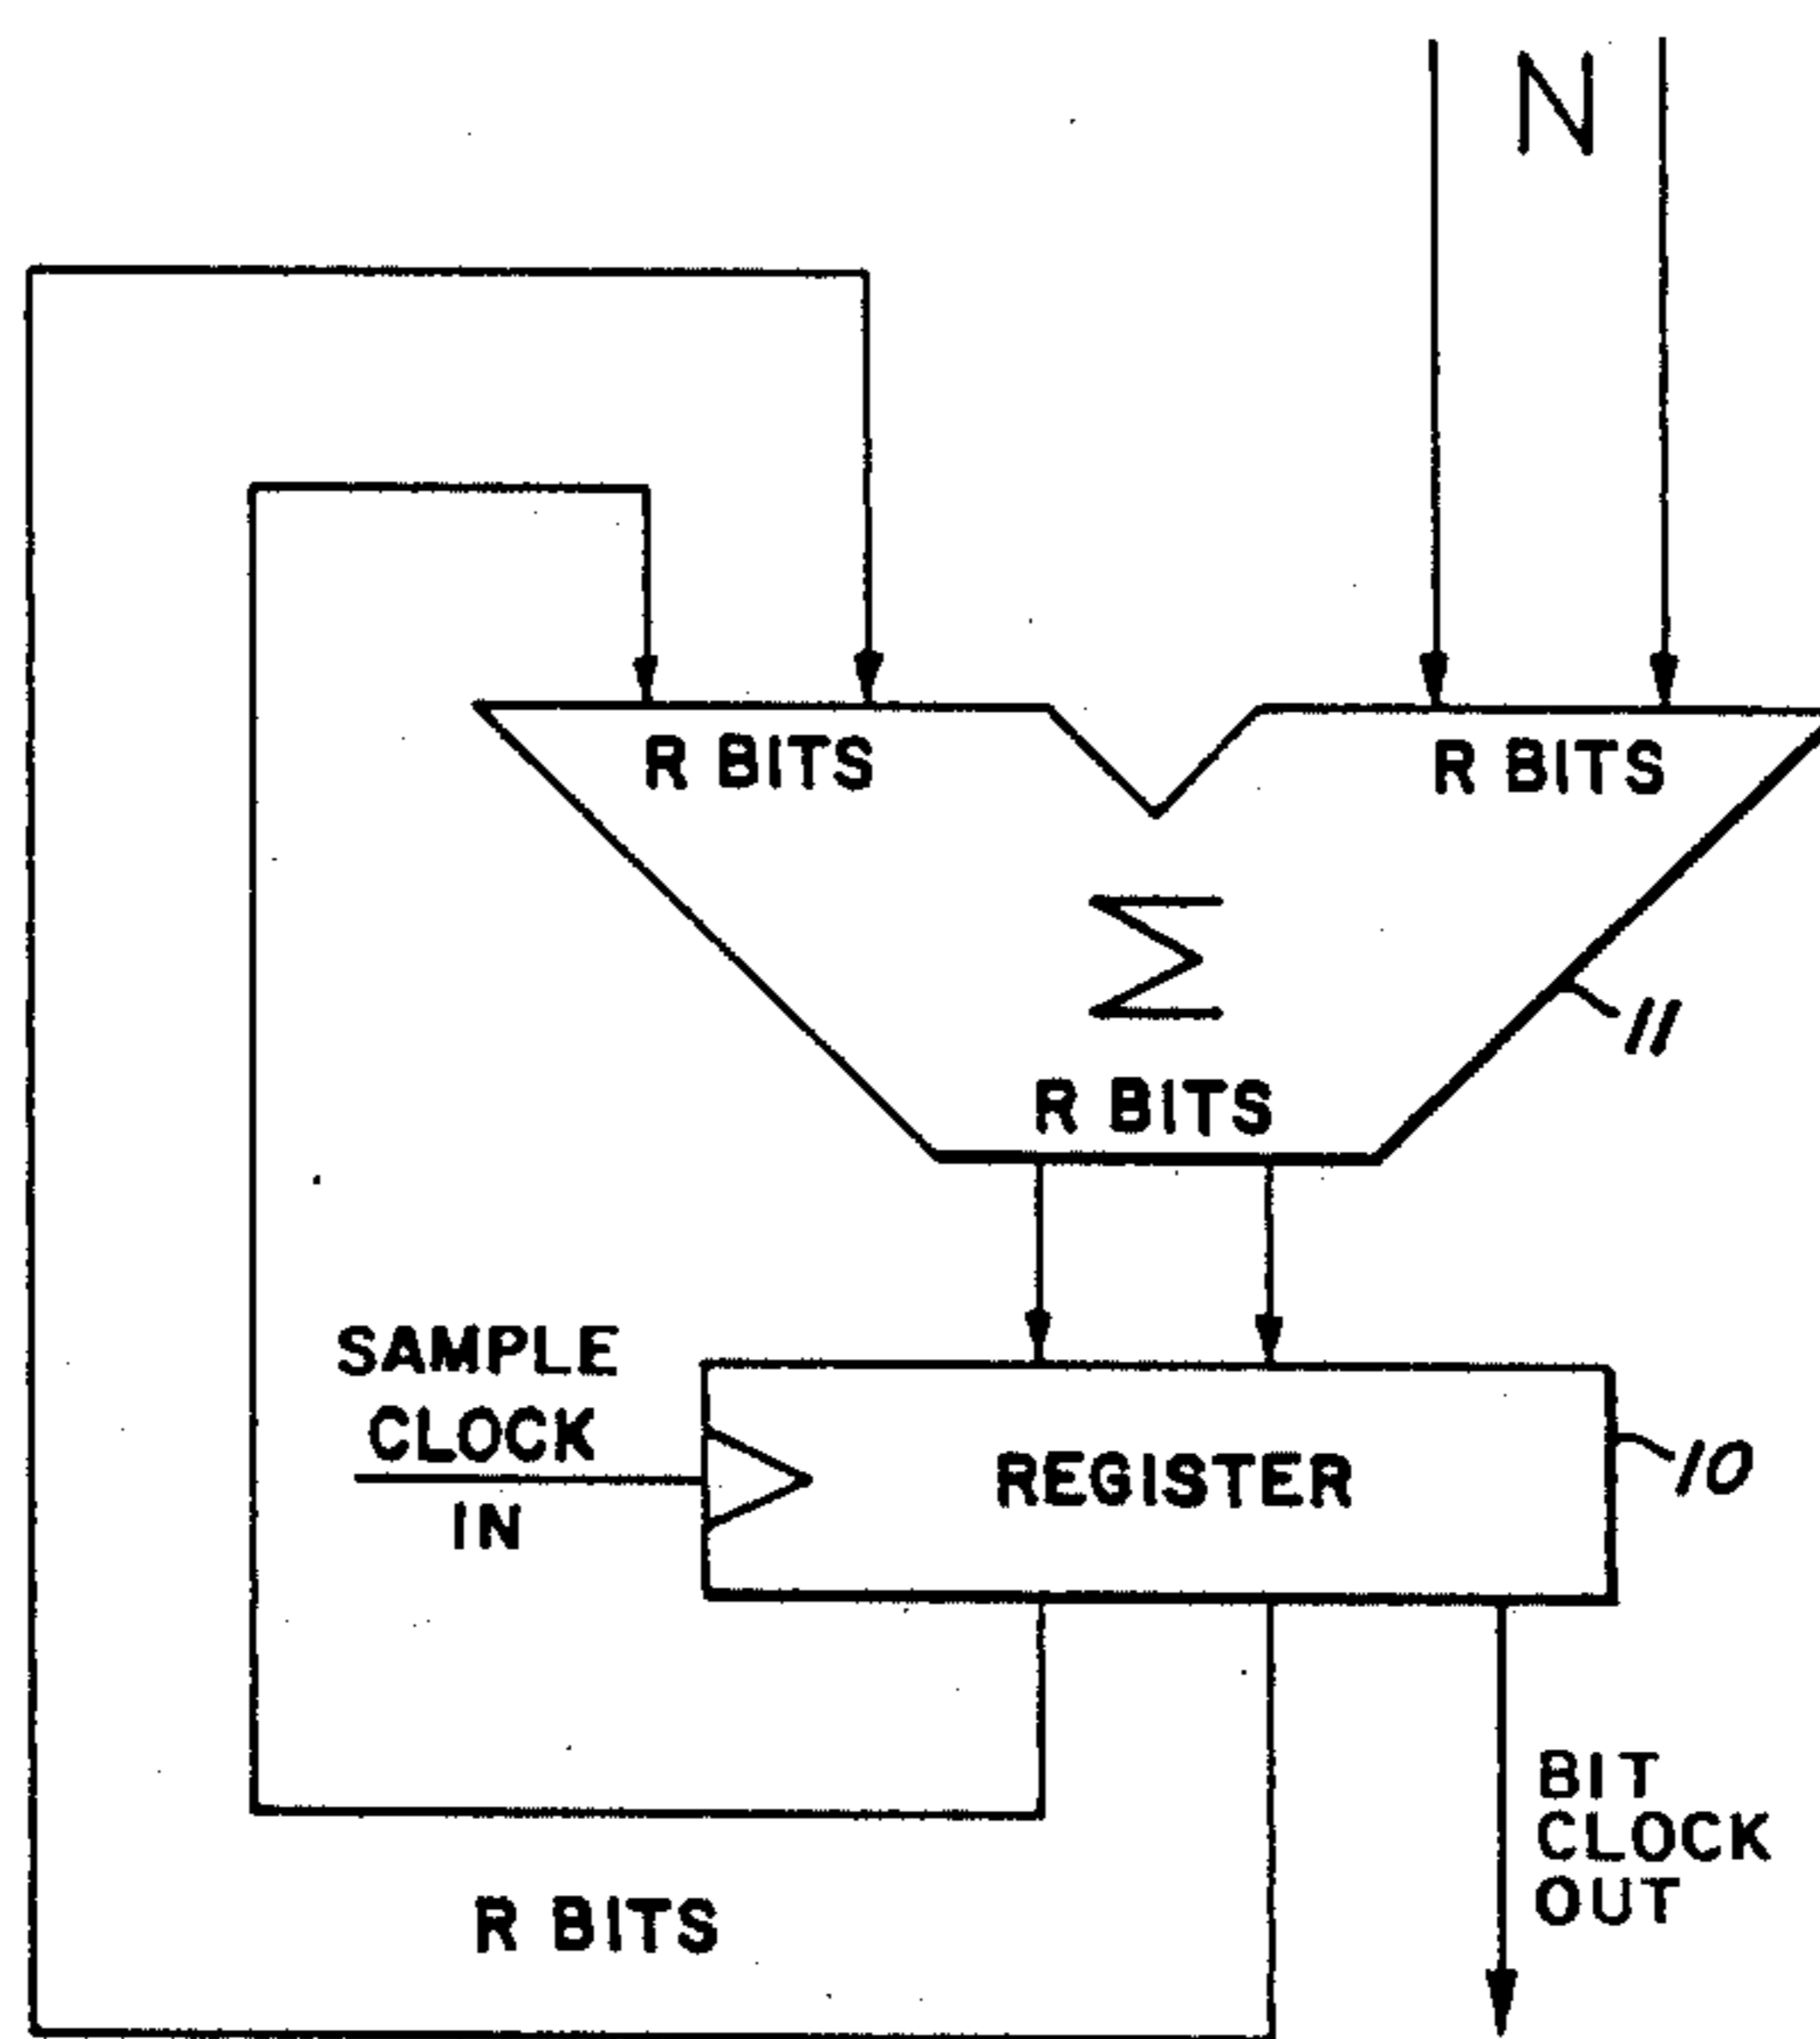 N
R BITS
R BITS
Σ
11
R BITS
SAMPLE
CLOCK
IN
REGISTER
10
BIT
CLOCK
OUT
R BITS